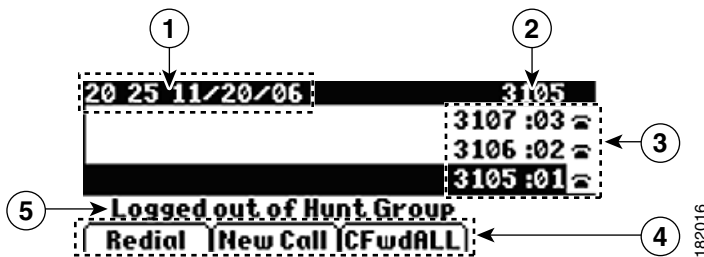 1 2
20 25 11/20/06 3105
3107 :03
3106 :02 3
3105 :01
5 Logged out of Hunt Group
Redial New Call CFwdALL 4
182016